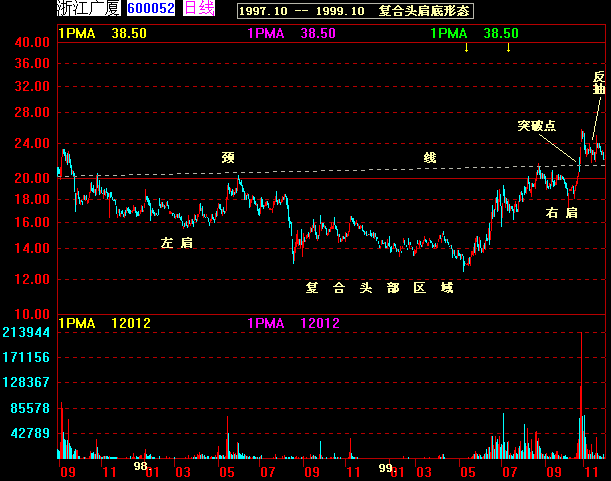 浙江广厦 600052 日线 1997.10 -- 1999.10 复合头肩底形态
1PMA 38.50 1PMA 38.50 1PMA 38.50
40.00
36.00
32.00
28.00
24.00
20.00
18.00
16.00
14.00
12.00
10.00
反抽
突破点
颈 线
左 肩
右 肩
复 合 头 部 区 域
1PMA 12012 1PMA 12012
213944
171156
128367
85578
42789
09 11 98 01 03 05 07 09 11 99 01 03 05 07 09 11